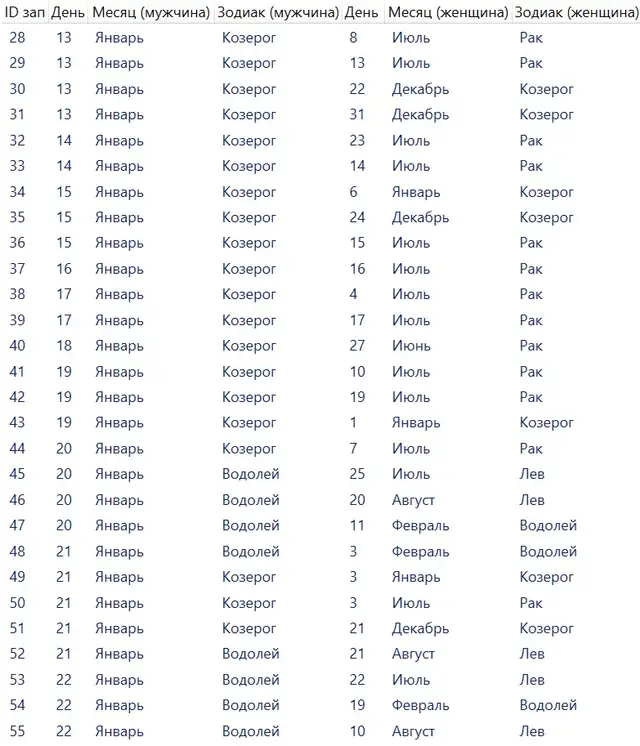 ID зап День Месяц (мужчина) Зодиак (мужчина) День Месяц (женщина) Зодиак (женщина)
28 13 Январь Козерог 8 Июль Рак
29 13 Январь Козерог 13 Июль Рак
30 13 Январь Козерог 22 Декабрь Козерог
31 13 Январь Козерог 31 Декабрь Козерог
32 14 Январь Козерог 23 Июль Рак
33 14 Январь Козерог 14 Июль Рак
34 15 Январь Козерог 6 Январь Козерог
35 15 Январь Козерог 24 Декабрь Козерог
36 15 Январь Козерог 15 Июль Рак
37 16 Январь Козерог 16 Июль Рак
38 17 Январь Козерог 4 Июль Рак
39 17 Январь Козерог 17 Июль Рак
40 18 Январь Козерог 27 Июнь Рак
41 19 Январь Козерог 10 Июль Рак
42 19 Январь Козерог 19 Июль Рак
43 19 Январь Козерог 1 Январь Козерог
44 20 Январь Козерог 7 Июль Рак
45 20 Январь Водолей 25 Июль Лев
46 20 Январь Водолей 20 Август Лев
47 20 Январь Водолей 11 Февраль Водолей
48 21 Январь Водолей 3 Февраль Водолей
49 21 Январь Козерог 3 Январь Козерог
50 21 Январь Козерог 3 Июль Рак
51 21 Январь Козерог 21 Декабрь Козерог
52 21 Январь Водолей 21 Август Лев
53 22 Январь Водолей 22 Июль Лев
54 22 Январь Водолей 19 Февраль Водолей
55 22 Январь Водолей 10 Август Лев